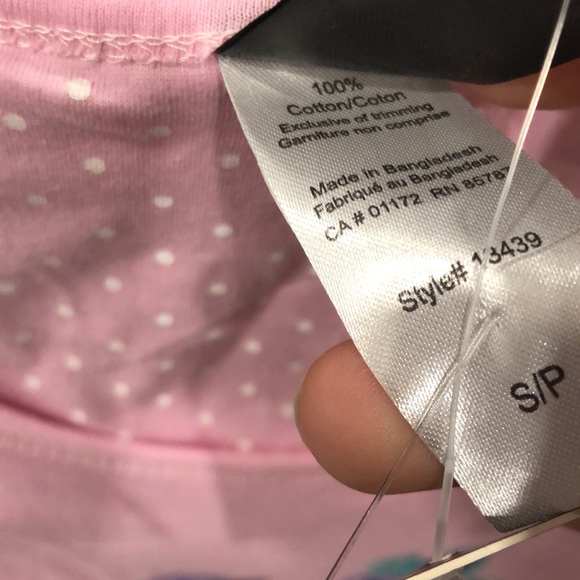 100%
Cotton/Coton
Exclusive of trimming
Garniture non comprise
Made in Bangladesh
Fabriqué au Bangladesh
CA # 01172 RN 85787
Style# 13439
S/P